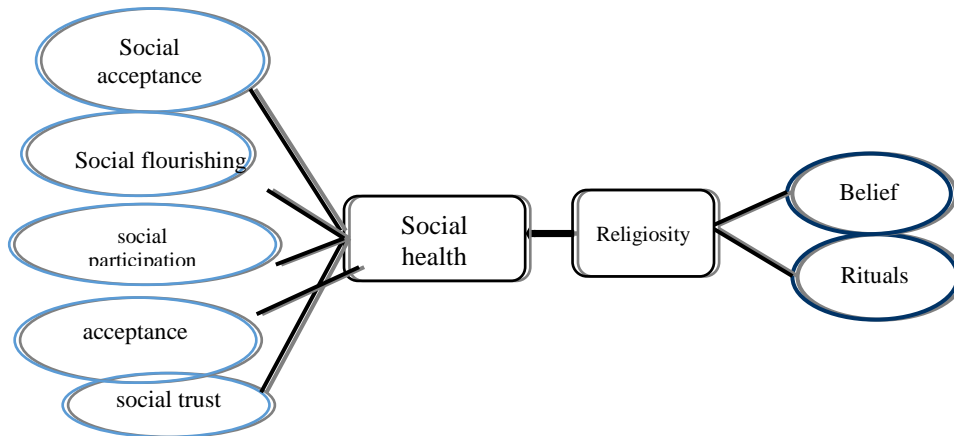 Social
acceptance
Social flourishing
social
participation
acceptance
social trust
Social
health
Religiosity
Belief
Rituals